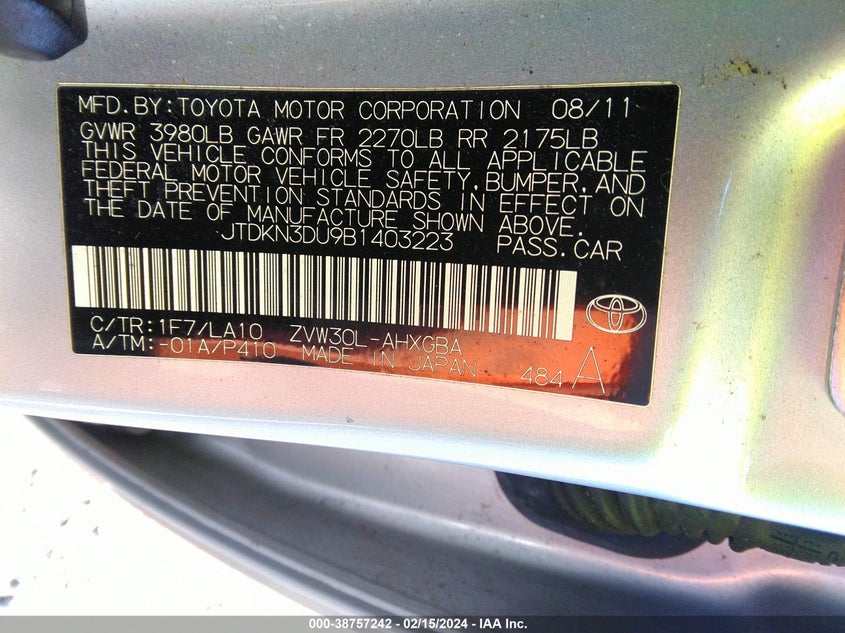 MFD. BY: TOYOTA MOTOR CORPORATION 08/11
GVWR 3980LB GAWR FR 2270LB RR 2175LB
THIS VEHICLE CONFORMS TO ALL APPLICABLE
FEDERAL MOTOR VEHICLE SAFETY, BUMPER, AND
THEFT PREVENTION STANDARDS IN EFFECT ON
THE DATE OF MANUFACTURE SHOWN ABOVE.
JTDKN3DU9B1403223 PASS. CAR
C/TR: 1F7/LA10 ZVW30L-AHXGBA
A/TM: -01A/P410 MADE IN JAPAN 484 A
000-38757242 - 02/15/2024 - IAA Inc.